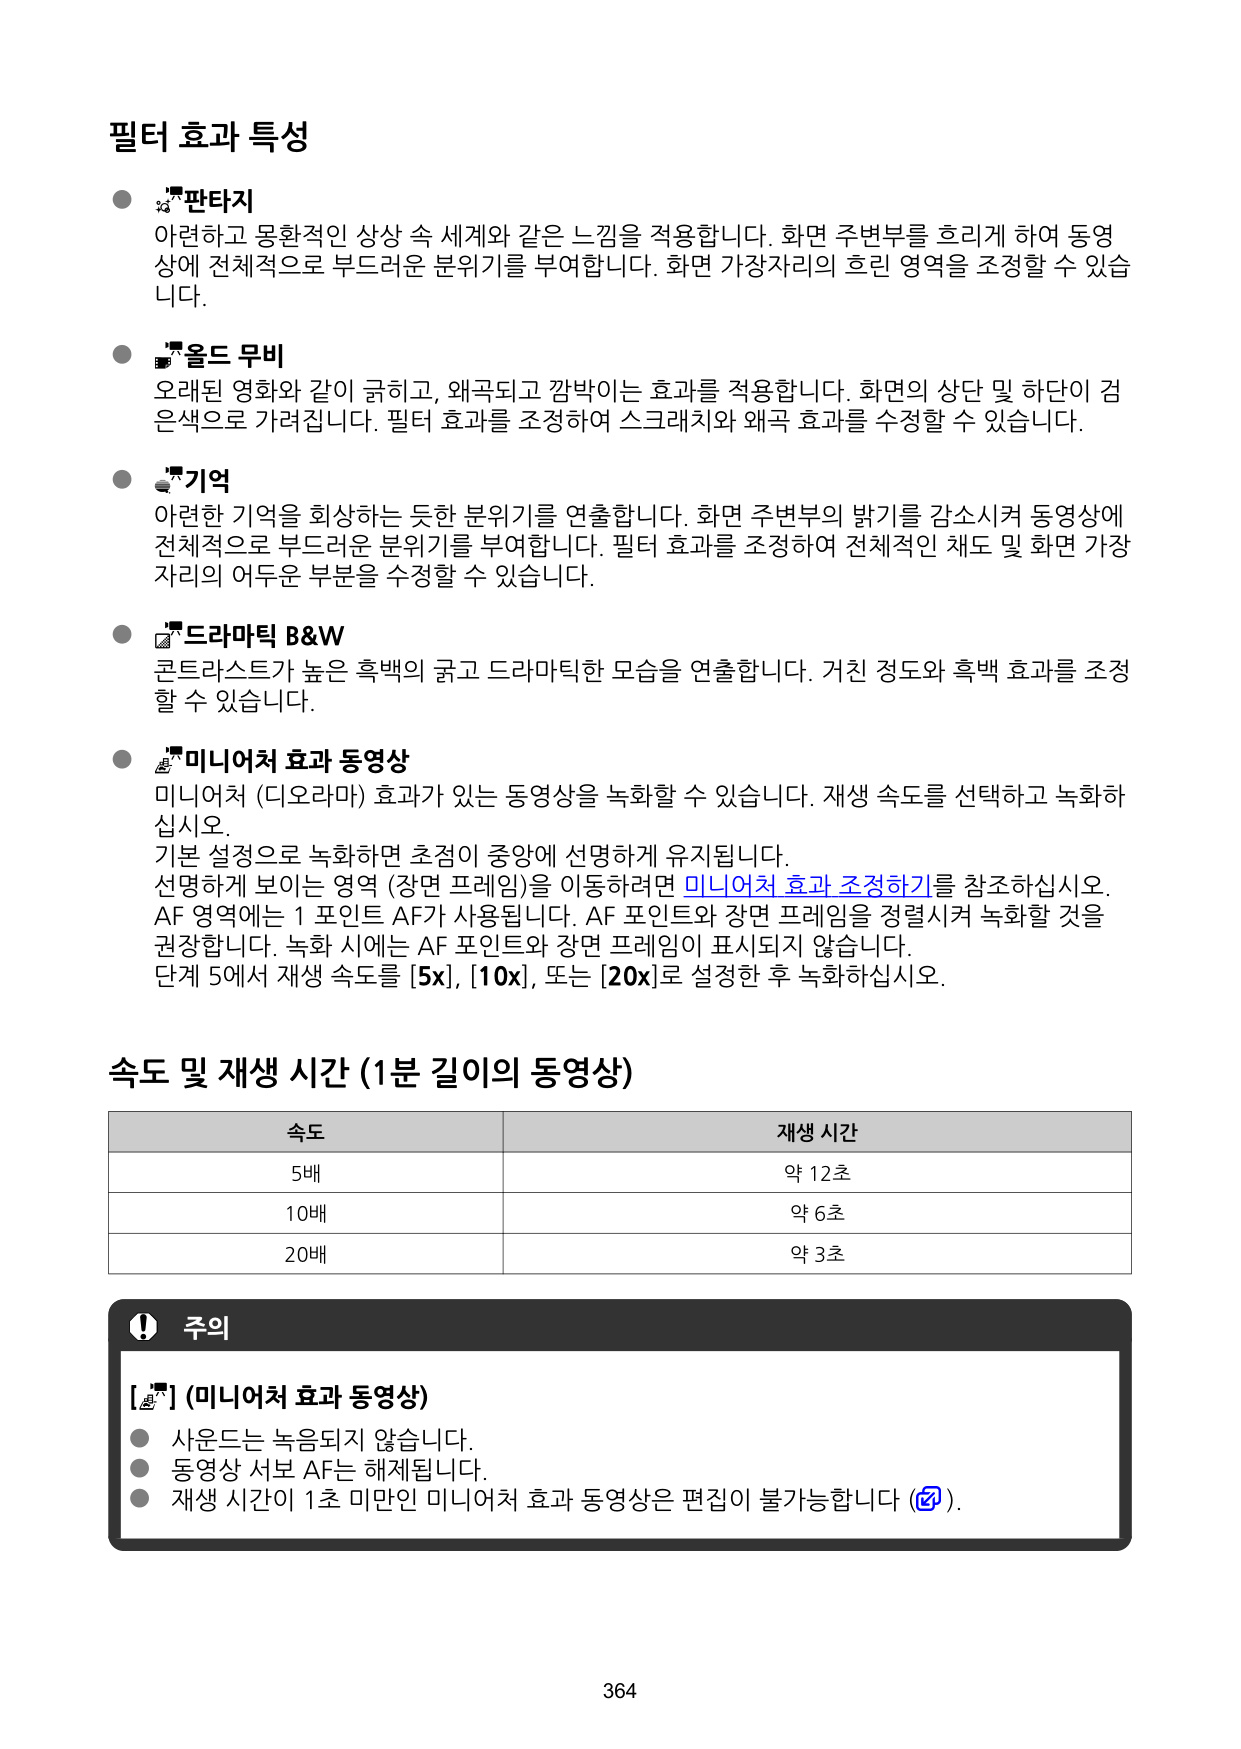 필터 효과 특성
판타지
아련하고 몽환적인 상상 속 세계와 같은 느낌을 적용합니다. 화면 주변부를 흐리게 하여 동영
상에 전체적으로 부드러운 분위기를 부여합니다. 화면 가장자리의 흐린 영역을 조정할 수 있습
니다.
올드 무비
오래된 영화와 같이 긁히고, 왜곡되고 깜박이는 효과를 적용합니다. 화면의 상단 및 하단이 검
은색으로 가려집니다. 필터 효과를 조정하여 스크래치와 왜곡 효과를 수정할 수 있습니다.
기억
아련한 기억을 회상하는 듯한 분위기를 연출합니다. 화면 주변부의 밝기를 감소시켜 동영상에
전체적으로 부드러운 분위기를 부여합니다. 필터 효과를 조정하여 전체적인 채도 및 화면 가장
자리의 어두운 부분을 수정할 수 있습니다.
드라마틱 B&W
콘트라스트가 높은 흑백의 굵고 드라마틱한 모습을 연출합니다. 거친 정도와 흑백 효과를 조정
할 수 있습니다.
미니어처 효과 동영상
미니어처 (디오라마) 효과가 있는 동영상을 녹화할 수 있습니다. 재생 속도를 선택하고 녹화하
십시오.
기본 설정으로 녹화하면 초점이 중앙에 선명하게 유지됩니다.
선명하게 보이는 영역 (장면 프레임)을 이동하려면 미니어처 효과 조정하기를 참조하십시오.
AF 영역에는 1 포인트 AF가 사용됩니다. AF 포인트와 장면 프레임을 정렬시켜 녹화할 것을
권장합니다. 녹화 시에는 AF 포인트와 장면 프레임이 표시되지 않습니다.
단계 5에서 재생 속도를 [5x], [10x], 또는 [20x]로 설정한 후 녹화하십시오.
속도 및 재생 시간 (1분 길이의 동영상)
속도 재생 시간
5배 약 12초
10배 약 6초
20배 약 3초
주의
[] (미니어처 효과 동영상)
사운드는 녹음되지 않습니다.
동영상 서보 AF는 해제됩니다.
재생 시간이 1초 미만인 미니어처 효과 동영상은 편집이 불가능합니다 ().
364